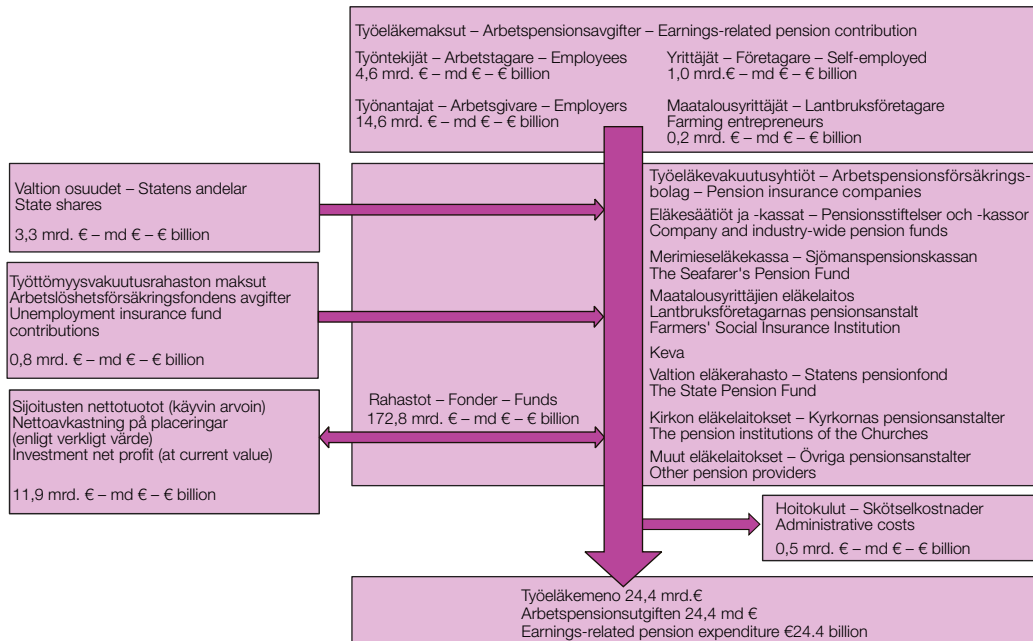 Työeläkemaksut – Arbetspensionsavgifter – Earnings-related pension contribution
Työntekijät – Arbetstagare – Employees
4,6 mrd. € – md € – € billion
Yrittäjät – Företagare – Self-employed
1,0 mrd.€ – md € – € billion
Työnantajat – Arbetsgivare – Employers
14,6 mrd. € – md € – € billion
Maatalousyrittäjät – Lantbruksföretagare
Farming entrepreneurs
0,2 mrd. € – md € – € billion
Valtion osuudet – Statens andelar
State shares
3,3 mrd. € – md € – € billion
Työttömyysvakuutusrahaston maksut
Arbetslöshetsförsäkringsfondens avgifter
Unemployment insurance fund
contributions
0,8 mrd. € – md € – € billion
Sijoitusten nettotuotot (käyvin arvoin)
Nettoavkastning på placeringar
(enligt verkligt värde)
Investment net profit (at current value)
11,9 mrd. € – md € – € billion
Rahastot – Fonder – Funds
172,8 mrd. € – md € – € billion
Työeläkevakuutusyhtiöt – Arbetspensionsförsäkrings-
bolag – Pension insurance companies
Eläkesäätiöt ja -kassat – Pensionsstiftelser och -kassor
Company and industry-wide pension funds
Merimieseläkekassa – Sjömanspensionskassan
The Seafarer's Pension Fund
Maatalousyrittäjien eläkelaitos
Lantbruksföretagarnas pensionsanstalt
Farmers' Social Insurance Institution
Keva
Valtion eläkerahasto – Statens pensionfond
The State Pension Fund
Kirkon eläkelaitokset – Kyrkornas pensionsanstalter
The pension institutions of the Churches
Muut eläkelaitokset – Övriga pensionsanstalter
Other pension providers
Hoitokulut – Skötselkostnader
Administrative costs
0,5 mrd. € – md € – € billion
Työeläkemeno 24,4 mrd.€
Arbetspensionsutgiften 24,4 md €
Earnings-related pension expenditure €24.4 billion